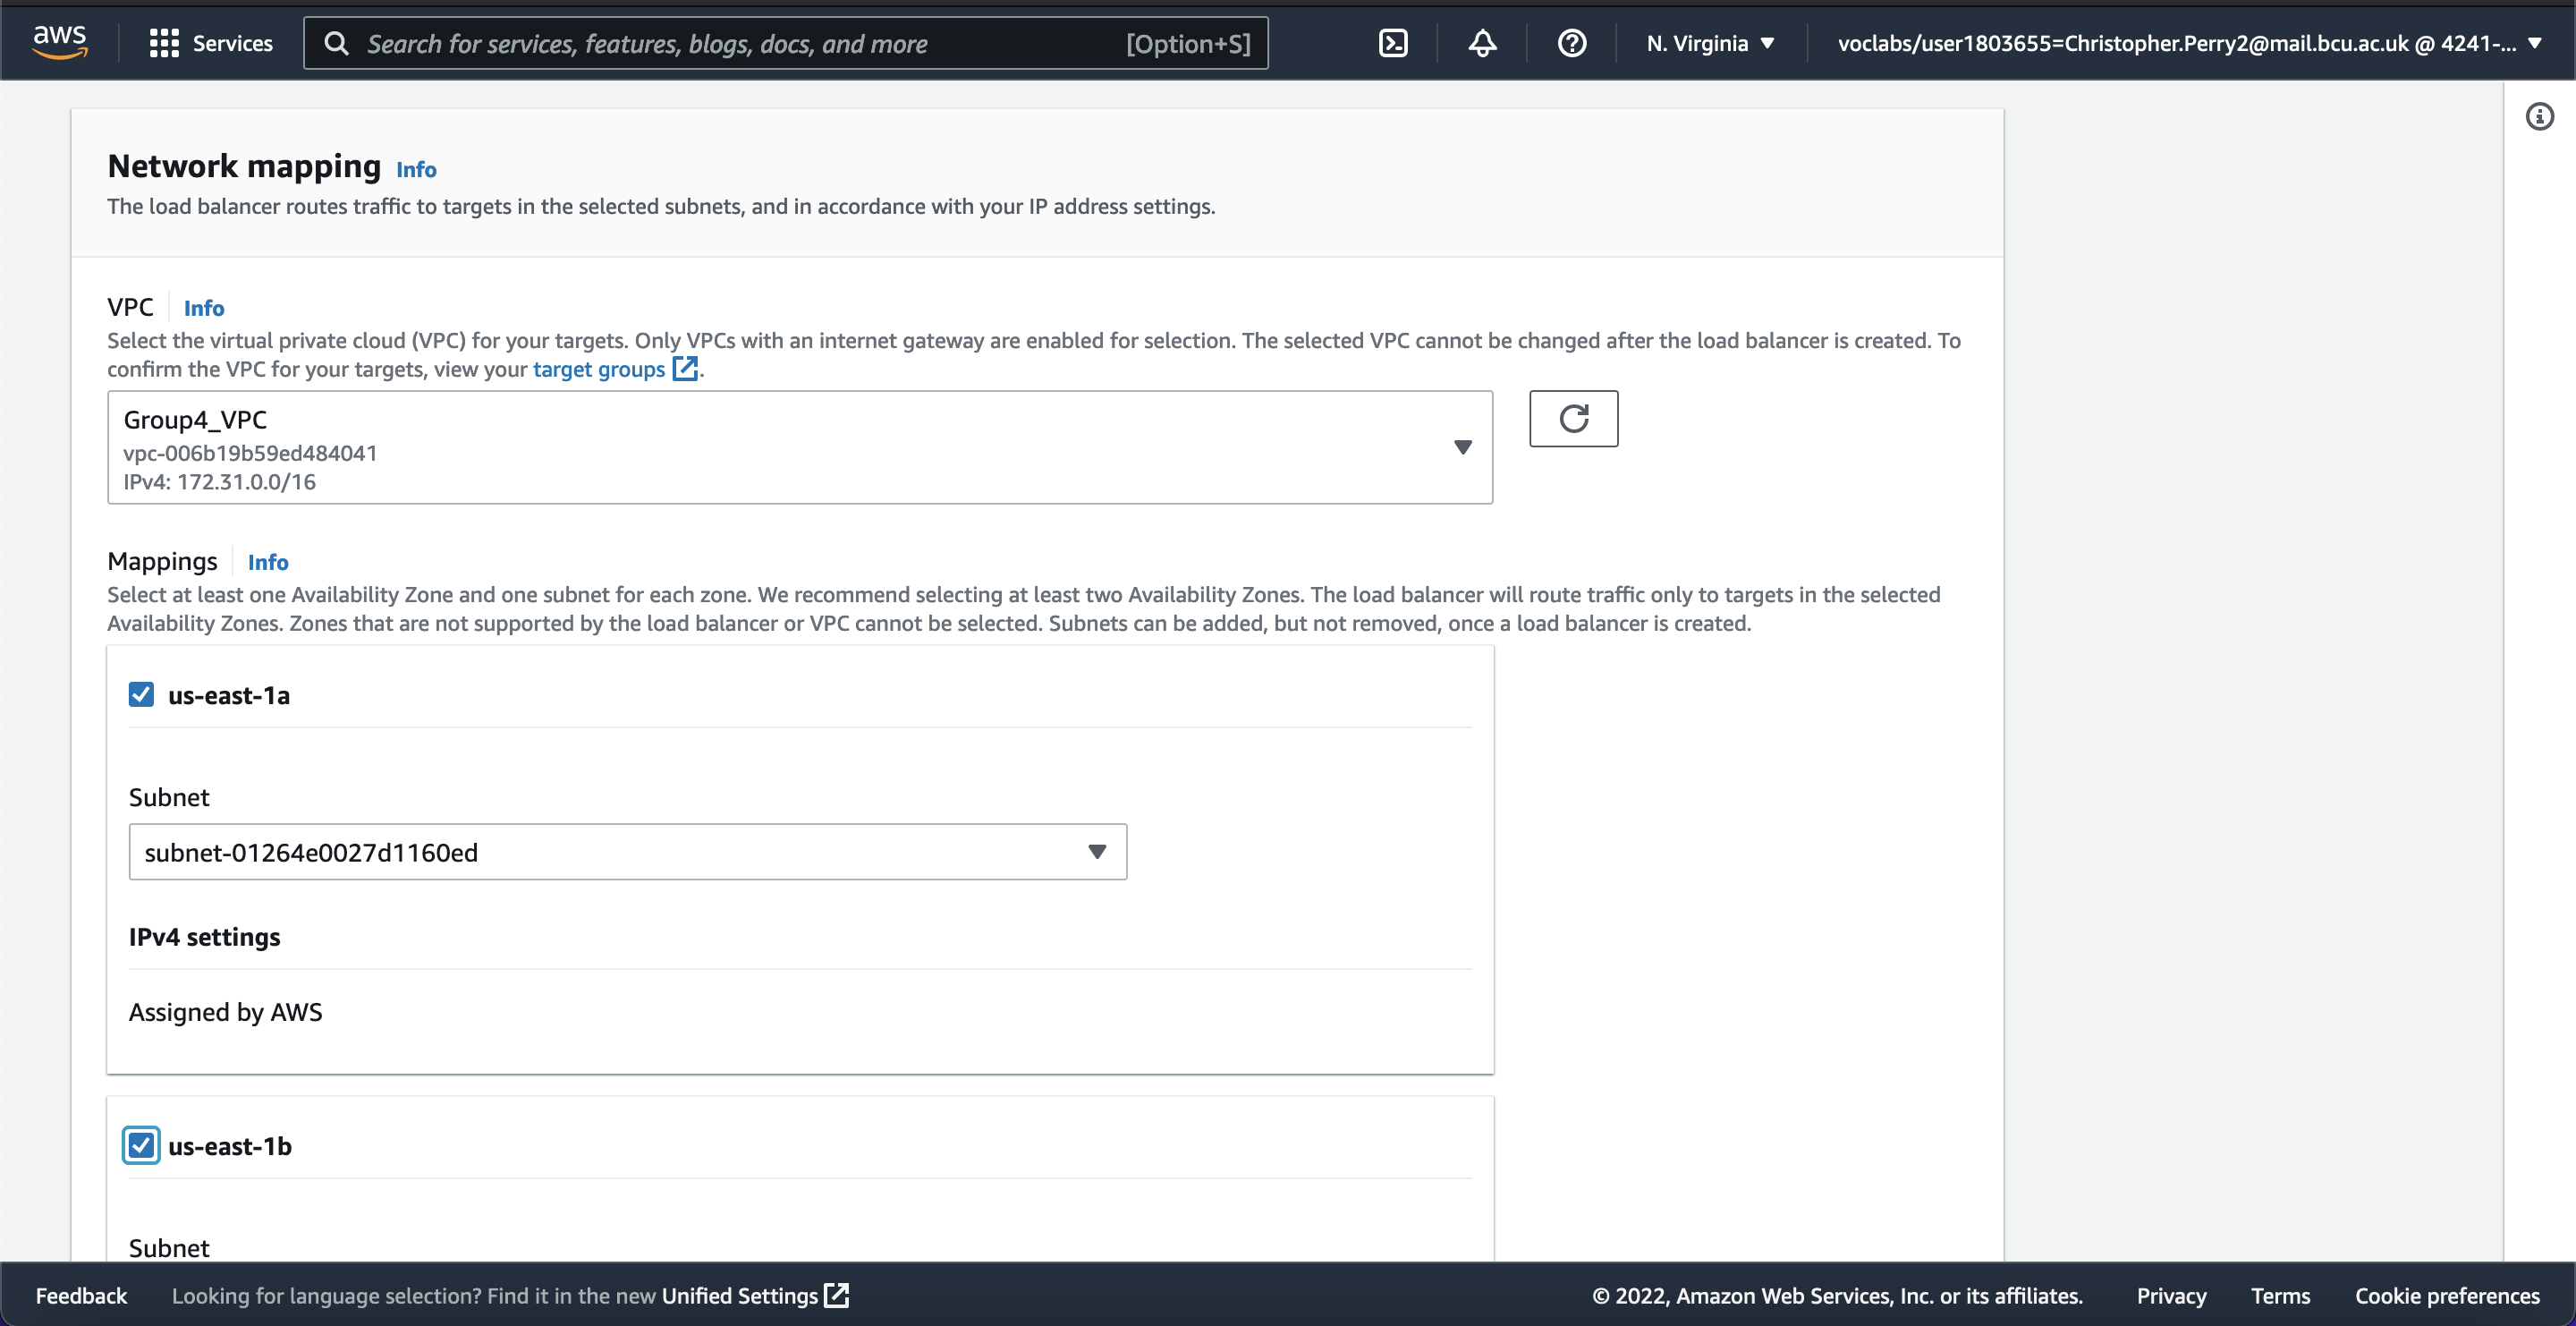 aws
Services
Search for services, features, blogs, docs, and more
[Option+S]
N. Virginia
voclabs/user1803655=Christopher.Perry2@mail.bcu.ac.uk @ 4241-...
Network mapping Info
The load balancer routes traffic to targets in the selected subnets, and in accordance with your IP address settings.
VPC Info
Select the virtual private cloud (VPC) for your targets. Only VPCs with an internet gateway are enabled for selection. The selected VPC cannot be changed after the load balancer is created. To
confirm the VPC for your targets, view your target groups.
Group4_VPC
vpc-006b19b59ed484041
IPv4: 172.31.0.0/16
Mappings Info
Select at least one Availability Zone and one subnet for each zone. We recommend selecting at least two Availability Zones. The load balancer will route traffic only to targets in the selected
Availability Zones. Zones that are not supported by the load balancer or VPC cannot be selected. Subnets can be added, but not removed, once a load balancer is created.
us-east-1a
Subnet
subnet-01264e0027d1160ed
IPv4 settings
Assigned by AWS
us-east-1b
Subnet
Feedback
Looking for language selection? Find it in the new Unified Settings
© 2022, Amazon Web Services, Inc. or its affiliates.
Privacy
Terms
Cookie preferences